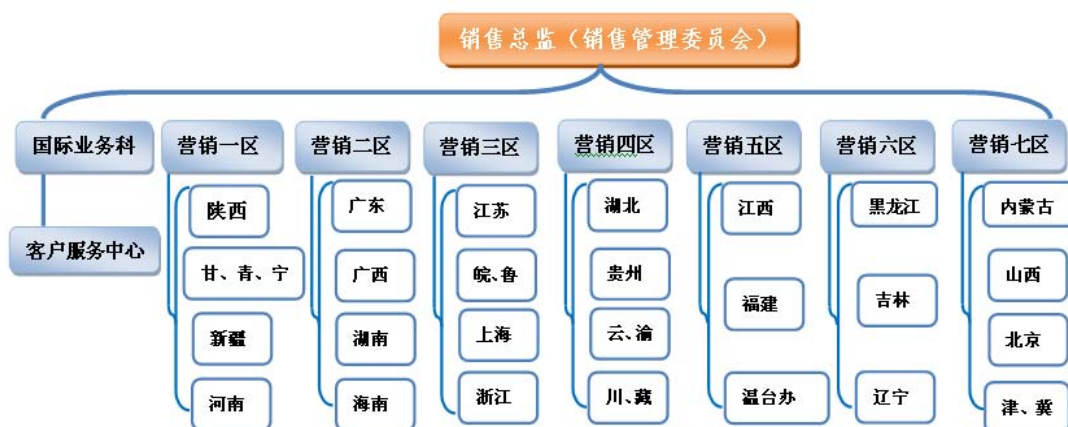 销售总监（销售管理委员会）
国际业务科
营销一区
营销二区
营销三区
营销四区
营销五区
营销六区
营销七区
客户服务中心
陕西
甘、青、宁
新疆
河南
广东
广西
湖南
海南
江苏
皖、鲁
上海
浙江
湖北
贵州
云、渝
川、藏
江西
福建
温台办
黑龙江
吉林
辽宁
内蒙古
山西
北京
津、冀